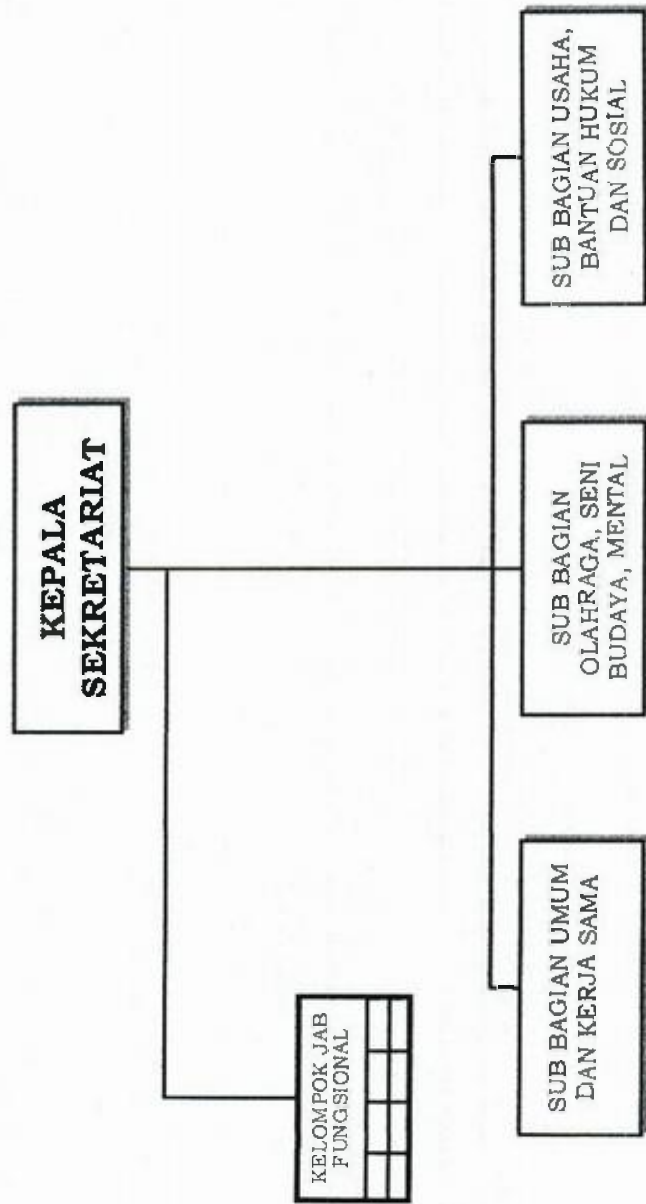 KEPALA
SEKRETARIAT
KELOMPOK JAB
FUNGSIONAL
SUB BAGIAN UMUM
DAN KERJA SAMA
SUB BAGIAN
OLAHRAGA, SENI
BUDAYA, MENTAL
SUB BAGIAN USAHA,
BANTUAN HUKUM
DAN SOSIAL